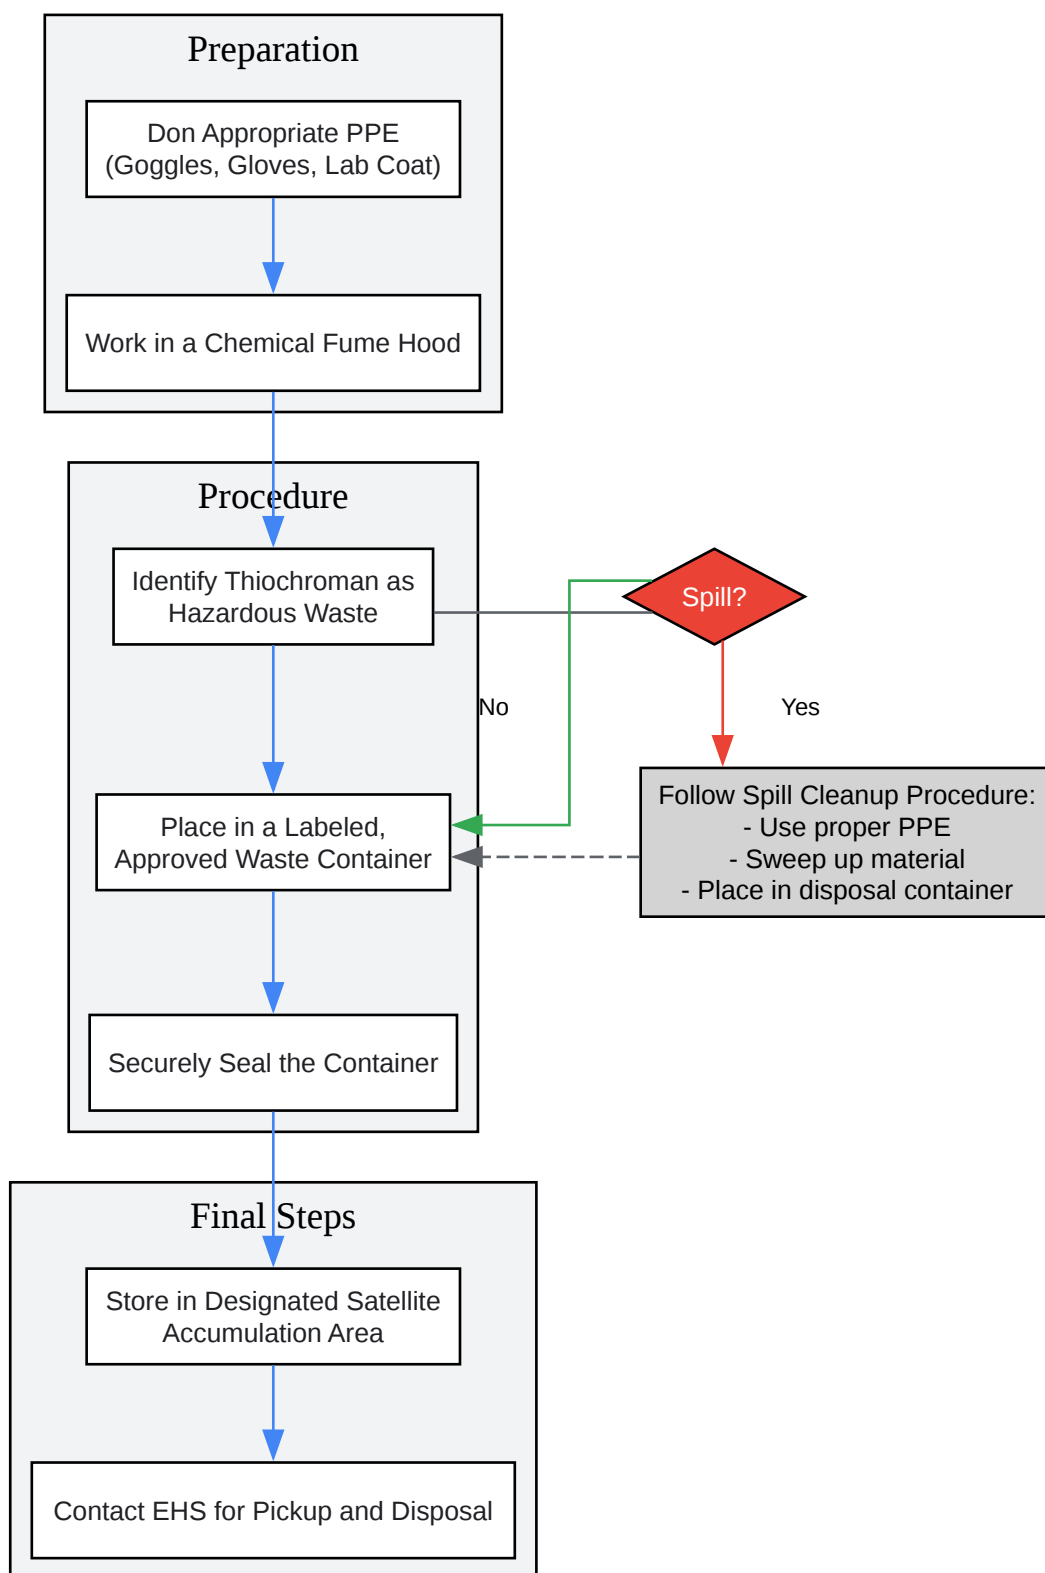 Preparation
Don Appropriate PPE
(Goggles, Gloves, Lab Coat)
Work in a Chemical Fume Hood
Procedure
Identify Thiochroman as
Hazardous Waste
Spill?
No
Yes
Place in a Labeled,
Approved Waste Container
Follow Spill Cleanup Procedure:
- Use proper PPE
- Sweep up material
- Place in disposal container
Securely Seal the Container
Final Steps
Store in Designated Satellite
Accumulation Area
Contact EHS for Pickup and Disposal